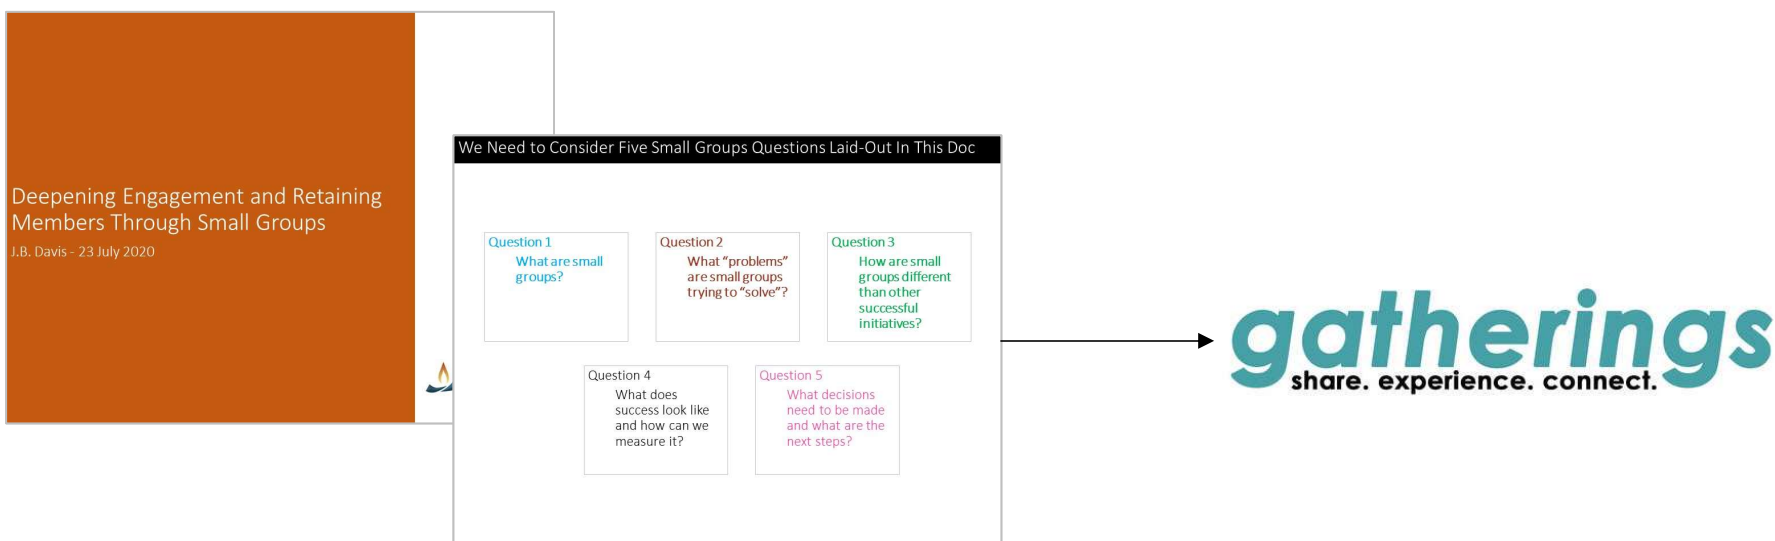 Deepening Engagement and Retaining
Members Through Small Groups
J.B. Davis - 23 July 2020
We Need to Consider Five Small Groups Questions Laid-Out In This Doc
Question 1
What are small
groups?
Question 2
What “problems”
are small groups
trying to “solve”?
Question 3
How are small
groups different
than other
successful
initiatives?
Question 4
What does
success look like
and how can we
measure it?
Question 5
What decisions
need to be made
and what are the
next steps?
gatherings
share. experience. connect.